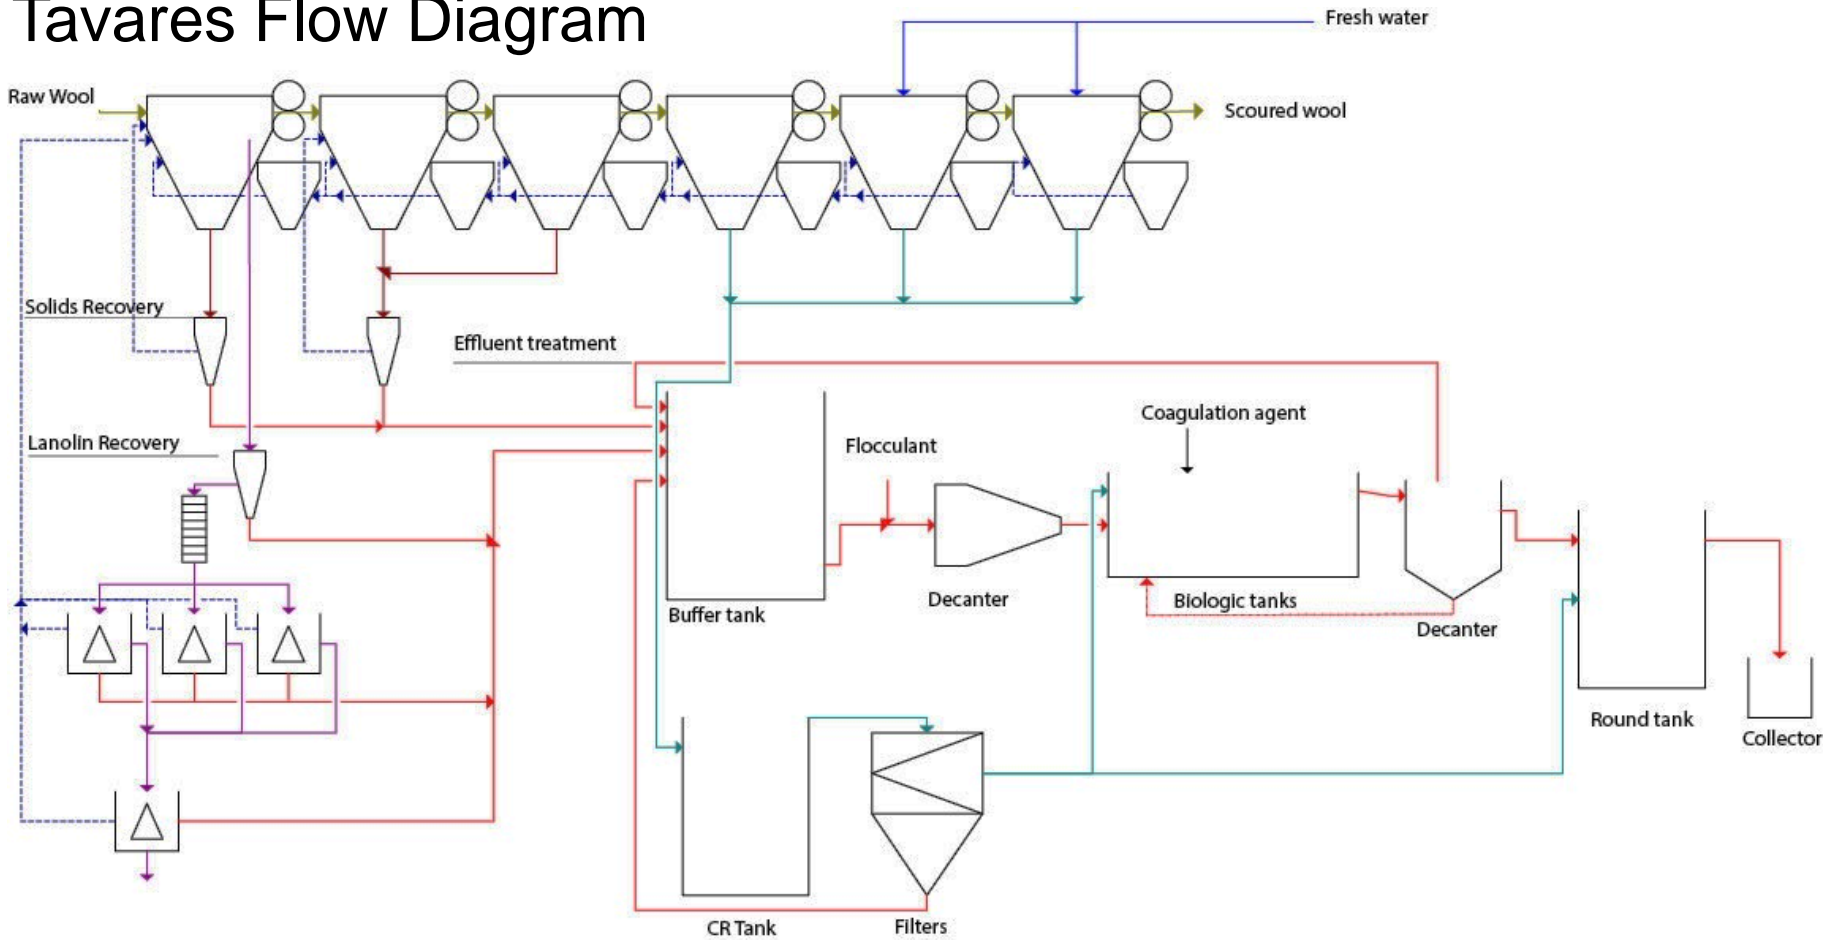 Tavares Flow Diagram
Fresh water
Raw Wool
Scoured wool
Solids Recovery
Effluent treatment
Coagulation agent
Lanolin Recovery
Flocculant
Buffer tank
Decanter
Biologic tanks
Decanter
Round tank
Collector
CR Tank
Filters